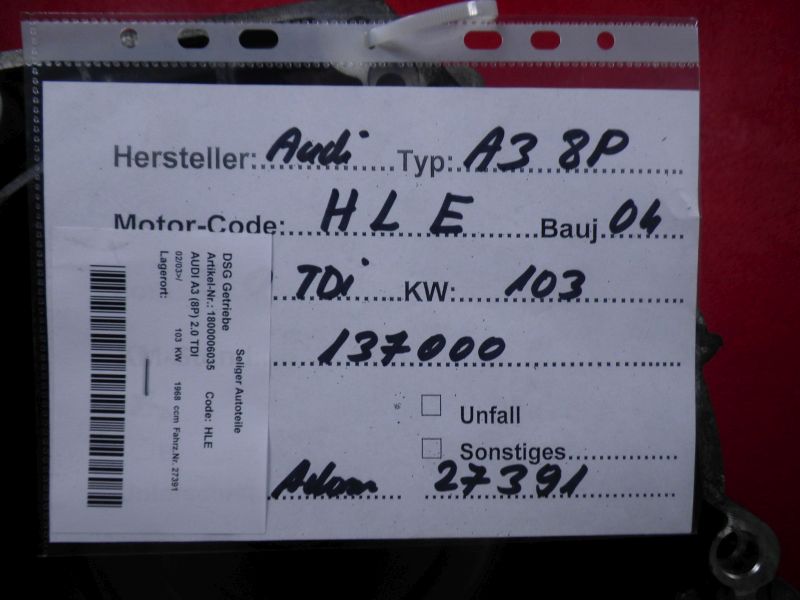 Hersteller: Audi Typ: A3 8P
Motor-Code: HLE Bauj 04
TDi KW: 103
137000
Unfall
Sonstiges
27391
Seliger Autoteile
DSG Getriebe
Artikel-Nr.: 1800006035 Code: HLE
AUDI A3 (8P) 2.0 TDI
02/03>/ 103 KW 1968 ccm Fahrz.Nr. 27391
Lagerort: